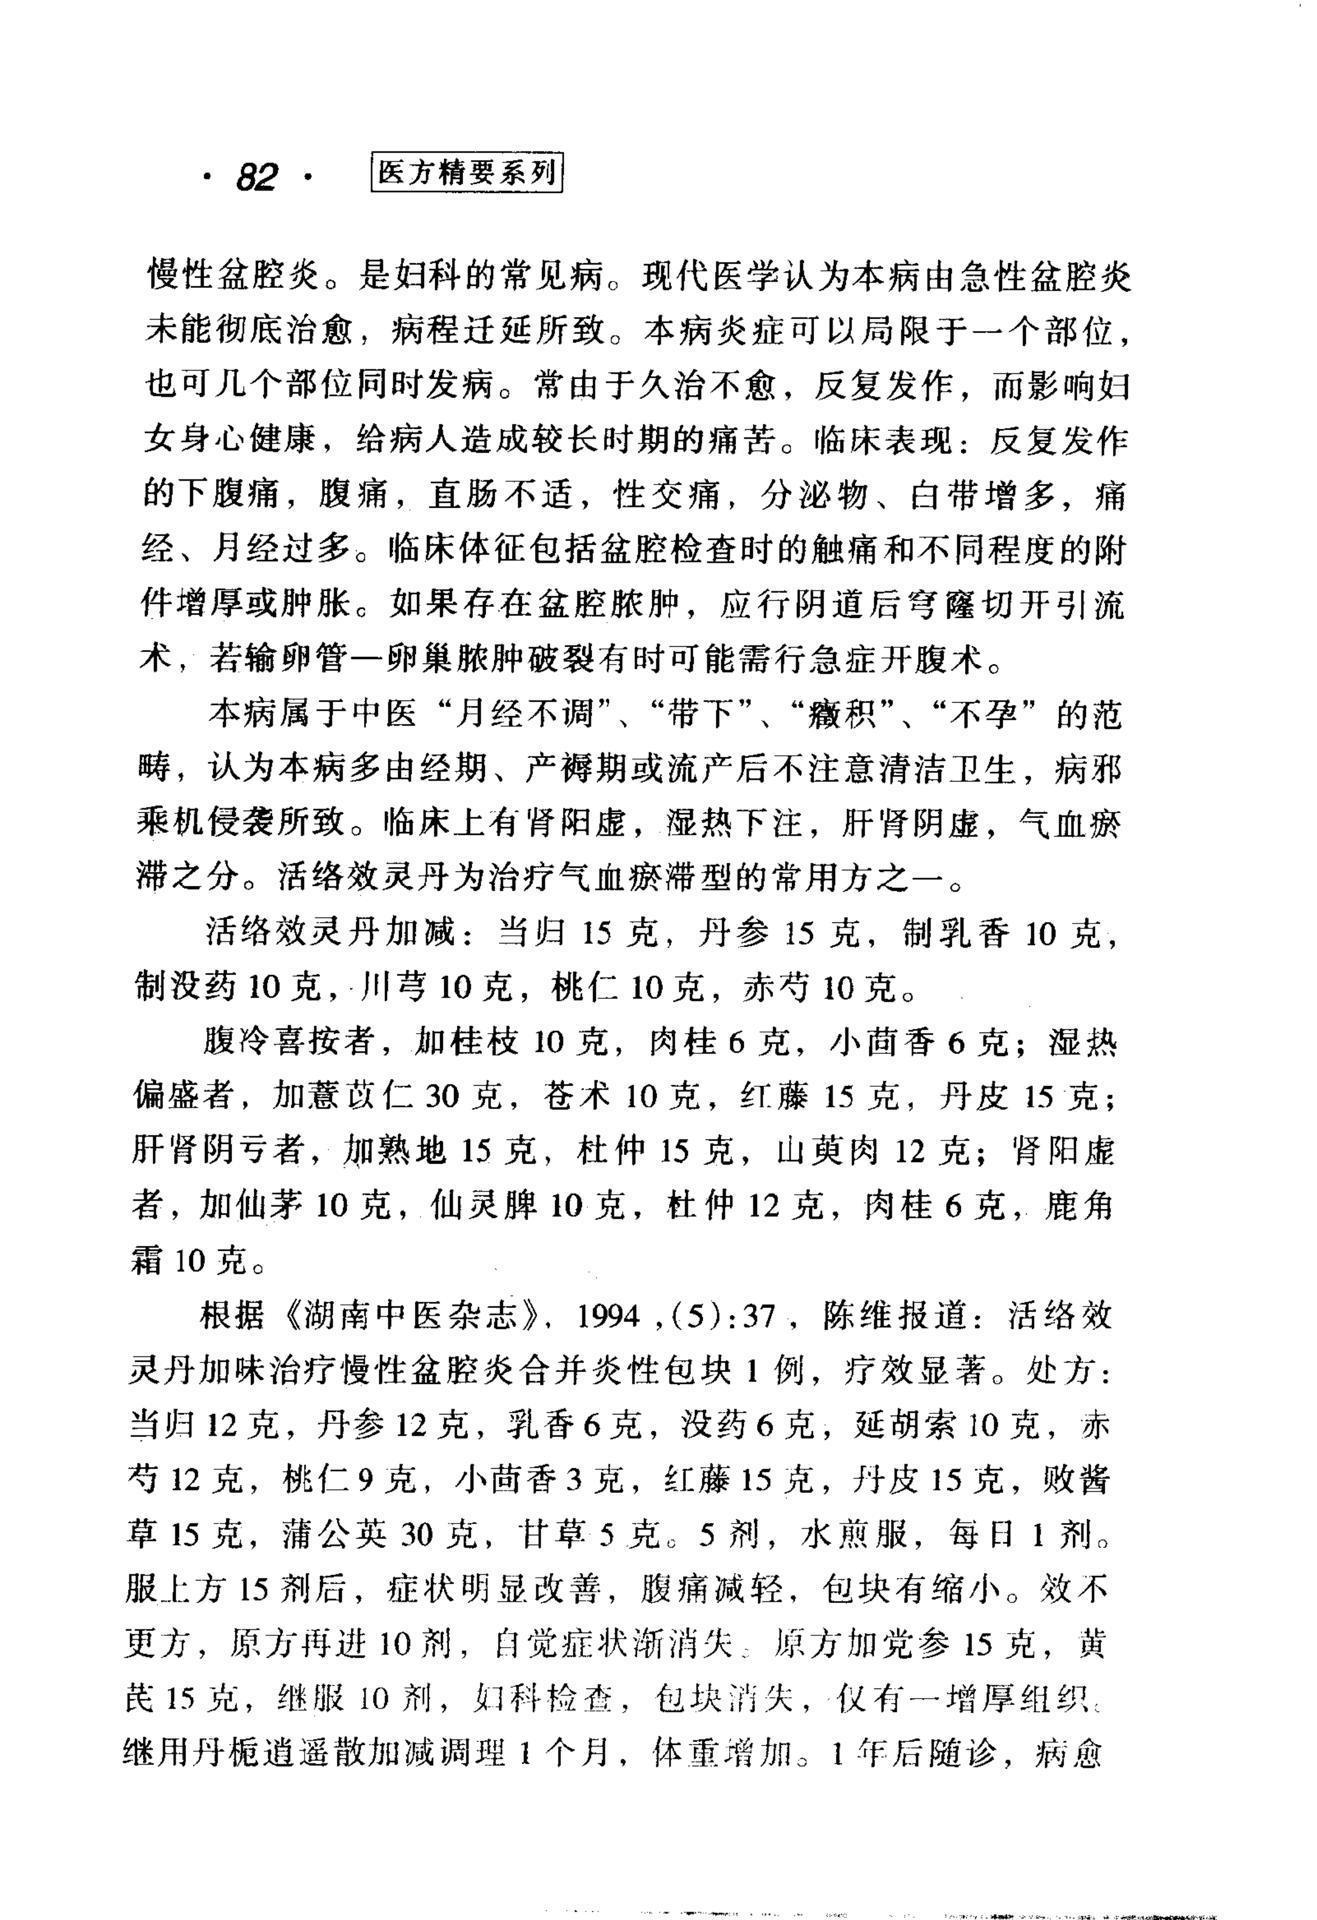 · 82 · 医方精要系列
慢性盆腔炎。是妇科的常见病。现代医学认为本病由急性盆腔炎
未能彻底治愈，病程迁延所致。本病炎症可以局限于一个部位，
也可几个部位同时发病。常由于久治不愈，反复发作，而影响妇
女身心健康，给病人造成较长时期的痛苦。临床表现：反复发作
的下腹痛，腹痛，直肠不适，性交痛，分泌物、白带增多，痛
经、月经过多。临床体征包括盆腔检查时的触痛和不同程度的附
件增厚或肿胀。如果存在盆腔脓肿，应行阴道后穹窿切开引流
术，若输卵管—卵巢脓肿破裂有时可能需行急症开腹术。
本病属于中医“月经不调”、“带下”、“癥积”、“不孕”的范
畴，认为本病多由经期、产褥期或流产后不注意清洁卫生，病邪
乘机侵袭所致。临床上有肾阳虚，湿热下注，肝肾阴虚，气血瘀
滞之分。活络效灵丹为治疗气血瘀滞型的常用方之一。
活络效灵丹加减：当归 15 克，丹参 15 克，制乳香 10 克，
制没药 10 克，川芎 10 克，桃仁 10 克，赤芍 10 克。
腹冷喜按者，加桂枝 10 克，肉桂 6 克，小茴香 6 克；湿热
偏盛者，加薏苡仁 30 克，苍术 10 克，红藤 15 克，丹皮 15 克；
肝肾阴亏者，加熟地 15 克，杜仲 15 克，山萸肉 12 克；肾阳虚
者，加仙茅 10 克，仙灵脾 10 克，杜仲 12 克，肉桂 6 克，鹿角
霜 10 克。
根据《湖南中医杂志》，1994，(5):37，陈维报道：活络效
灵丹加味治疗慢性盆腔炎合并炎性包块 1 例，疗效显著。处方：
当归 12 克，丹参 12 克，乳香 6 克，没药 6 克，延胡索 10 克，赤
芍 12 克，桃仁 9 克，小茴香 3 克，红藤 15 克，丹皮 15 克，败酱
草 15 克，蒲公英 30 克，甘草 5 克。5 剂，水煎服，每日 1 剂。
服上方 15 剂后，症状明显改善，腹痛减轻，包块有缩小。效不
更方，原方再进 10 剂，自觉症状渐消失。原方加党参 15 克，黄
芪 15 克，继服 10 剂，妇科检查，包块消失，仅有一增厚组织。
继用丹栀逍遥散加减调理 1 个月，体重增加。1 年后随诊，病愈